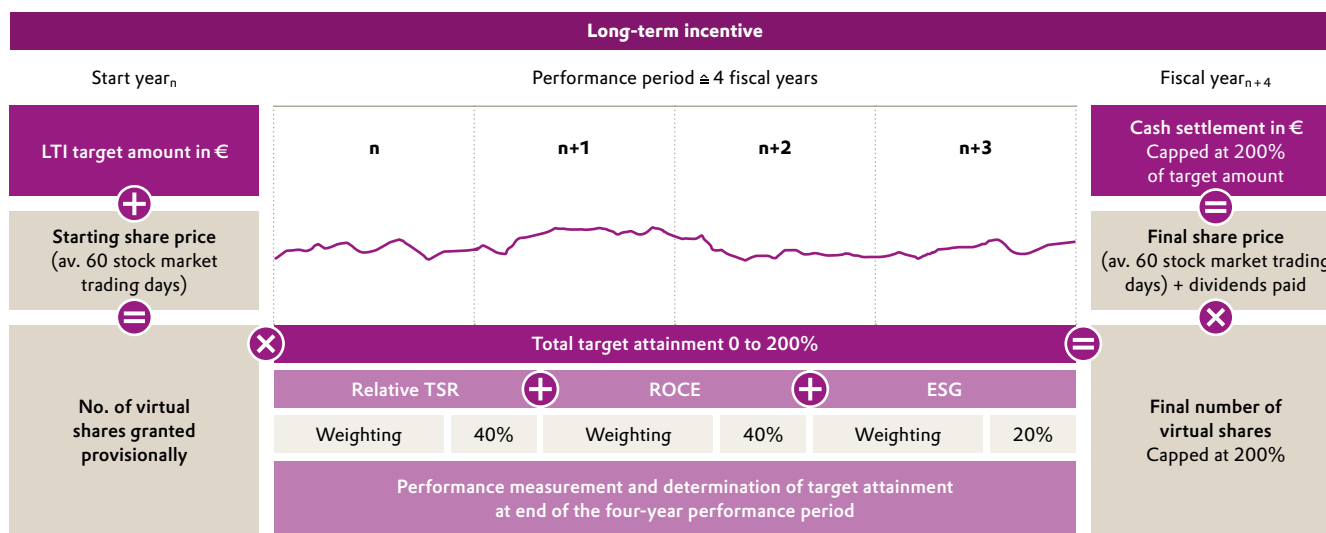 Long-term incentive
Start yearn
Performance period ≙ 4 fiscal years
Fiscal yearn+4
LTI target amount in €
+
Starting share price
(av. 60 stock market
trading days)
=
No. of virtual
shares granted
provisionally
n
n+1
n+2
n+3
×
Total target attainment 0 to 200%
=
Relative TSR + ROCE + ESG
Weighting 40% Weighting 40% Weighting 20%
Performance measurement and determination of target attainment
at end of the four-year performance period
Cash settlement in €
Capped at 200%
of target amount
=
Final share price
(av. 60 stock market trading
days) + dividends paid
×
Final number of
virtual shares
Capped at 200%